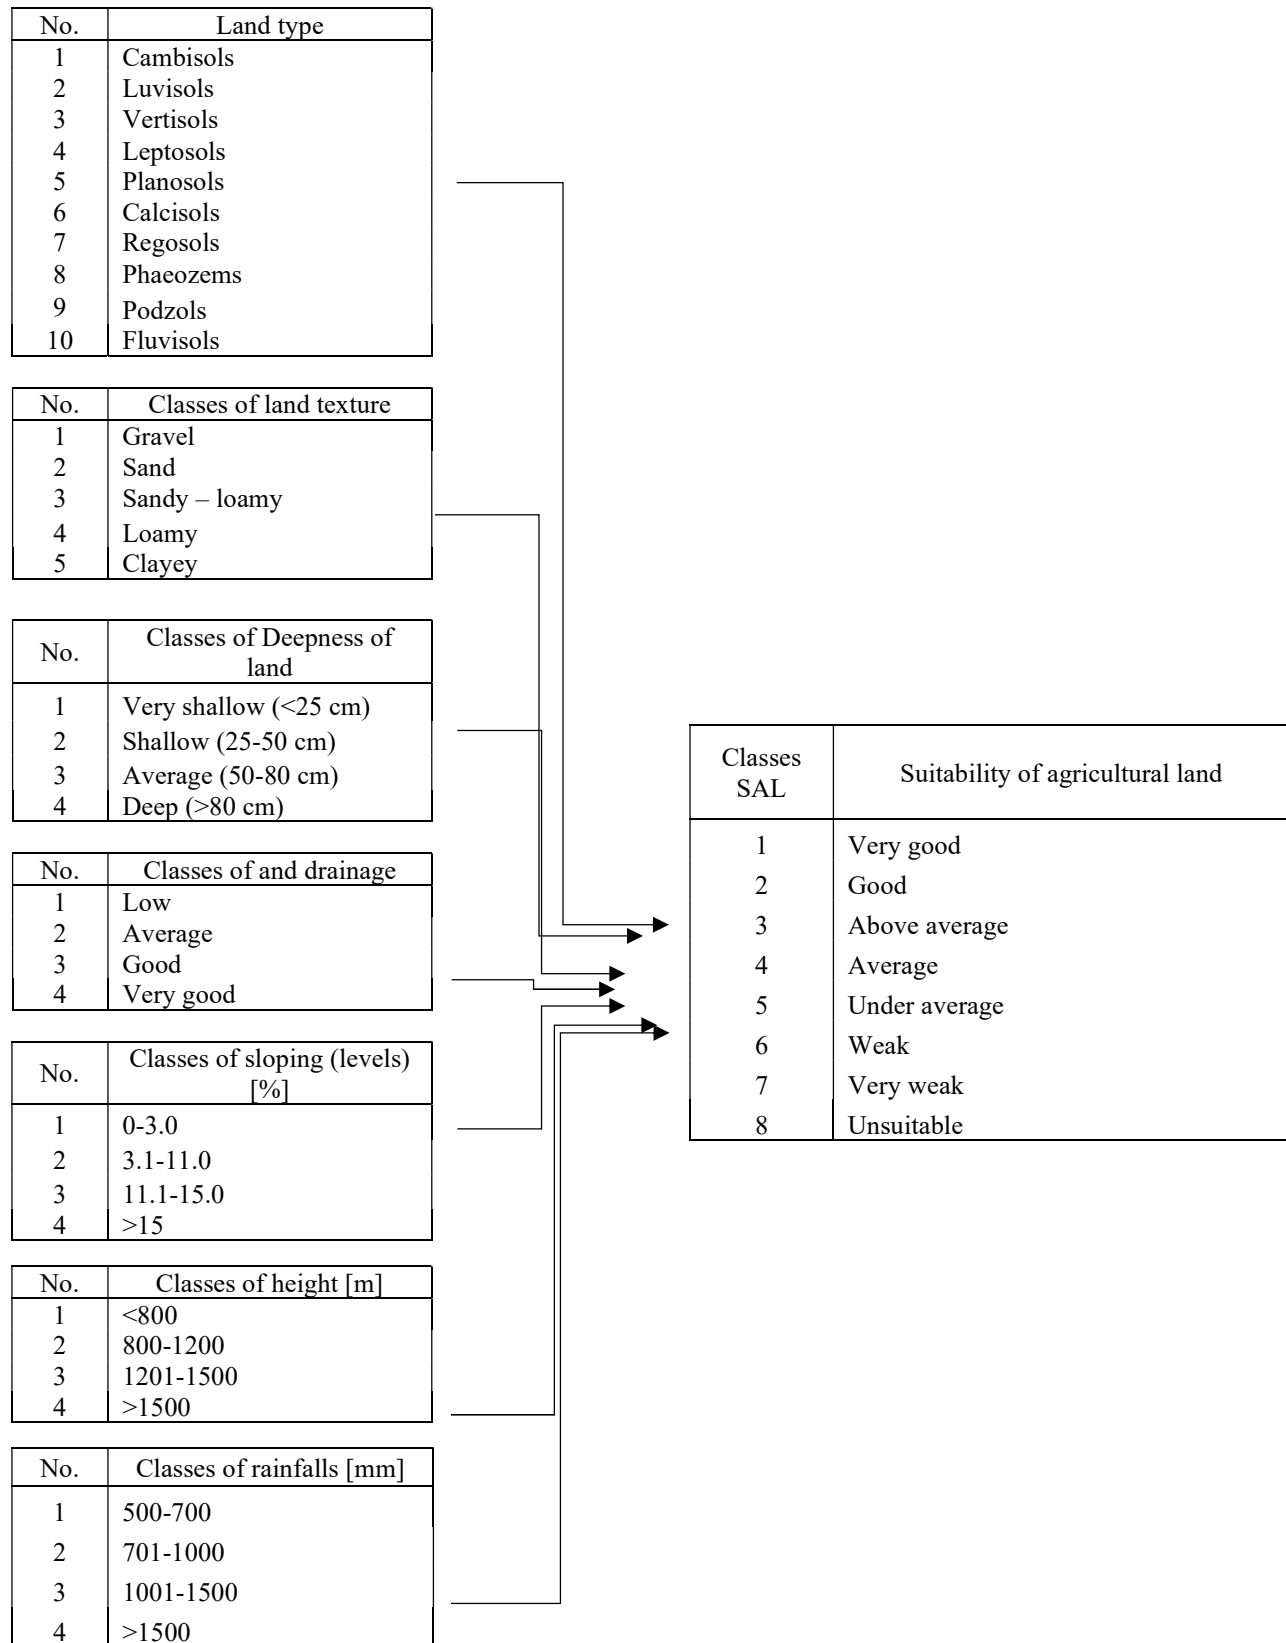 No. Land type
1 Cambisols
2 Luvisols
3 Vertisols
4 Leptosols
5 Planosols
6 Calcisols
7 Regosols
8 Phaeozems
9 Podzols
10 Fluvisols
No. Classes of land texture
1 Gravel
2 Sand
3 Sandy – loamy
4 Loamy
5 Clayey
No. Classes of Deepness of
land
1 Very shallow (<25 cm)
2 Shallow (25-50 cm)
3 Average (50-80 cm)
4 Deep (>80 cm)
No. Classes of and drainage
1 Low
2 Average
3 Good
4 Very good
No. Classes of sloping (levels)
[%]
1 0-3.0
2 3.1-11.0
3 11.1-15.0
4 >15
No. Classes of height [m]
1 <800
2 800-1200
3 1201-1500
4 >1500
No. Classes of rainfalls [mm]
1 500-700
2 701-1000
3 1001-1500
4 >1500
Classes
SAL
Suitability of agricultural land
1 Very good
2 Good
3 Above average
4 Average
5 Under average
6 Weak
7 Very weak
8 Unsuitable